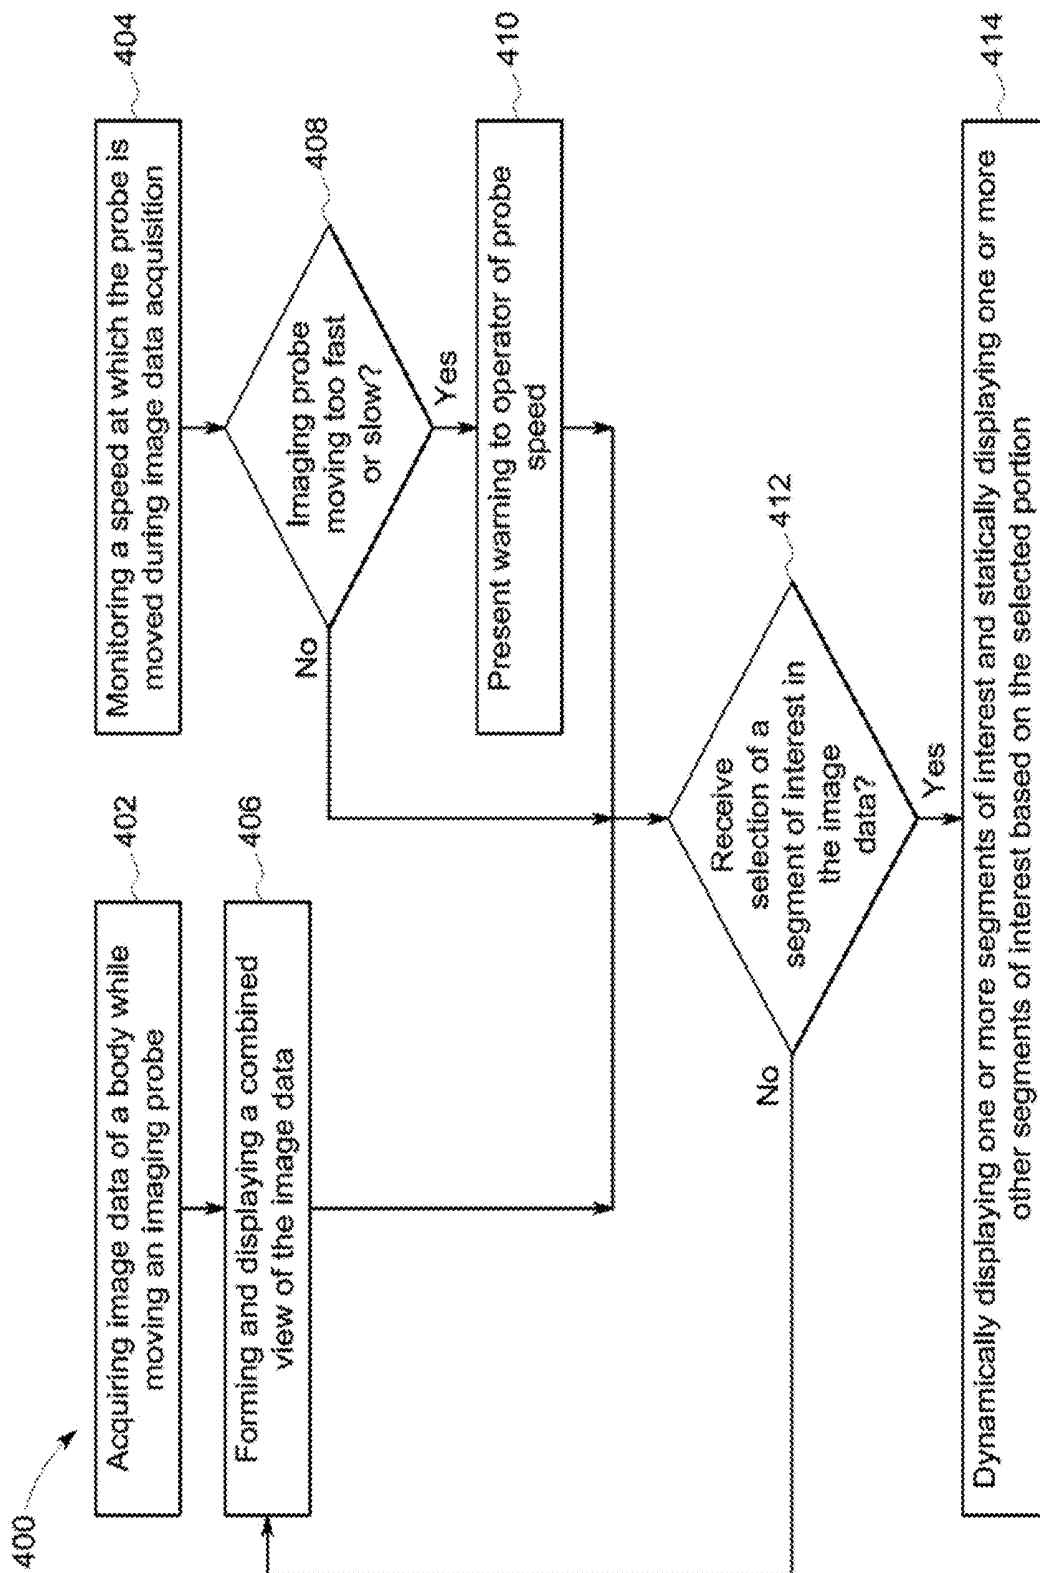 400
402
Acquiring image data of a body while
moving an imaging probe
404
Monitoring a speed at which the probe is
moved during image data acquisition
406
Forming and displaying a combined
view of the image data
408
Imaging probe
moving too fast
or slow?
No
Yes
410
Present warning to operator of probe
speed
412
Receive
selection of a
segment of interest in
the image
data?
No
Yes
414
Dynamically displaying one or more segments of interest and statically displaying one or more
other segments of interest based on the selected portion